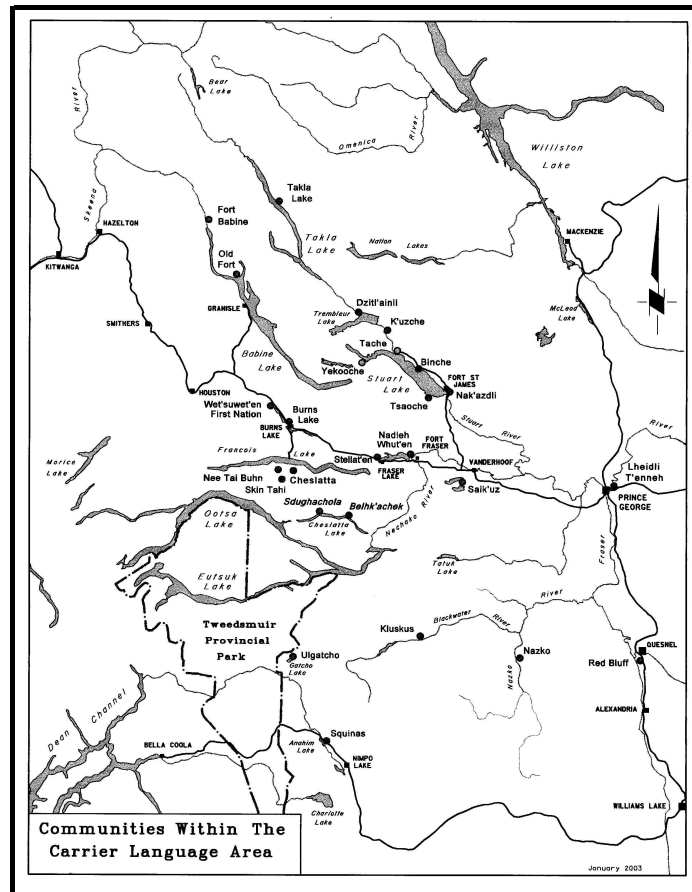 Bear
Lake
River
Omenica
River
Williston
Lake
Takla
Lake
Fort
Babine
Skeena
HAZELTON
Takla
Lake
Nation Lakes
MACKENZIE
KITWANGA
Old
Fort
GRANISLE
Dzitl'ainli
Trembleur
Lake
K'uzche
McLeod
Lake
SMITHERS
Tache
Babine
Lake
Yekooche
Binche
Stuart
Lake
FORT ST
JAMES
Nak'azdli
Tsaoche
HOUSTON
Wet'suwet'en
First Nation
Burns
Lake
BURNS
LAKE
Stuart
River
River
Nadleh
Whut'en
FORT
FRASER
Stellat'en
FRASER
LAKE
VANDERHOOF
Morice
Lake
Francois Lake
Nee Tai Buhn
Cheslatta
Skin Tahi
Lheidli
T'enneh
PRINCE
GEORGE
Saik'uz
Sdughachola
Belhk'achek
Cheslatta
Lake
Nechako River
Ootsa
Lake
Eutsuk
Lake
Tatuk
Lake
Fraser
River
Tweedsmuir
Provincial
Park
Blackwater River
Kluskus
Nazko
Nazko
QUESNEL
Red Bluff
Ulgatcho
Gatcho
Lake
ALEXANDRIA
Dean Channel
BELLA COOLA
Squinas
Anahim
Lake
NIMPO
LAKE
Charlotte
Lake
WILLIAMS LAKE
Communities Within The
Carrier Language Area
January 2003